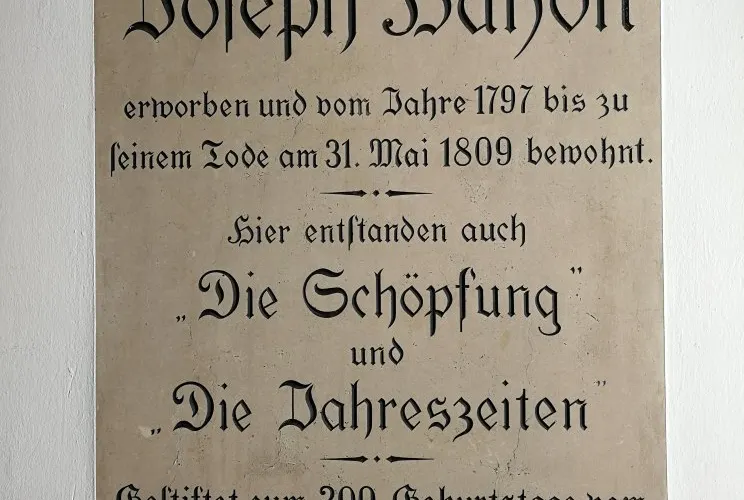 Joseph Haydn
erworben und vom Jahre 1797 bis zu
seinem Tode am 31. Mai 1809 bewohnt.
Hier entstanden auch
„Die Schöpfung”
und
„Die Jahreszeiten”
Gestiftet zum 200. Geburtstage vom